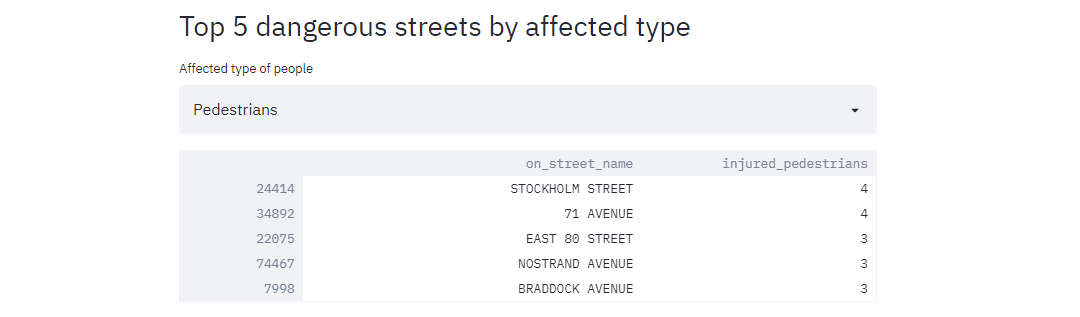 Top 5 dangerous streets by affected type
Affected type of people
Pedestrians
on_street_name injured_pedestrians
24414 STOCKHOLM STREET 4
34892 71 AVENUE 4
22075 EAST 80 STREET 3
74467 NOSTRAND AVENUE 3
7998 BRADDOCK AVENUE 3